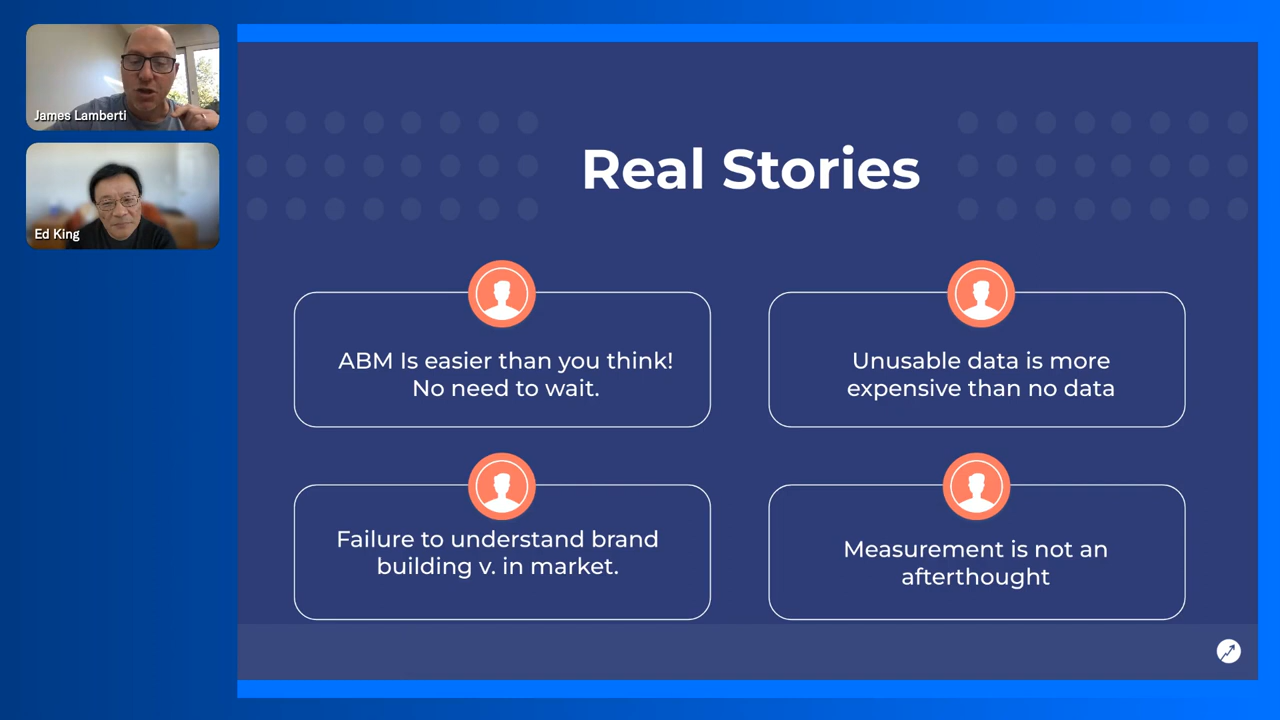 James Lamberti
Ed King
Real Stories
ABM Is easier than you think!
No need to wait.
Unusable data is more
expensive than no data
Failure to understand brand
building v. in market.
Measurement is not an
afterthought